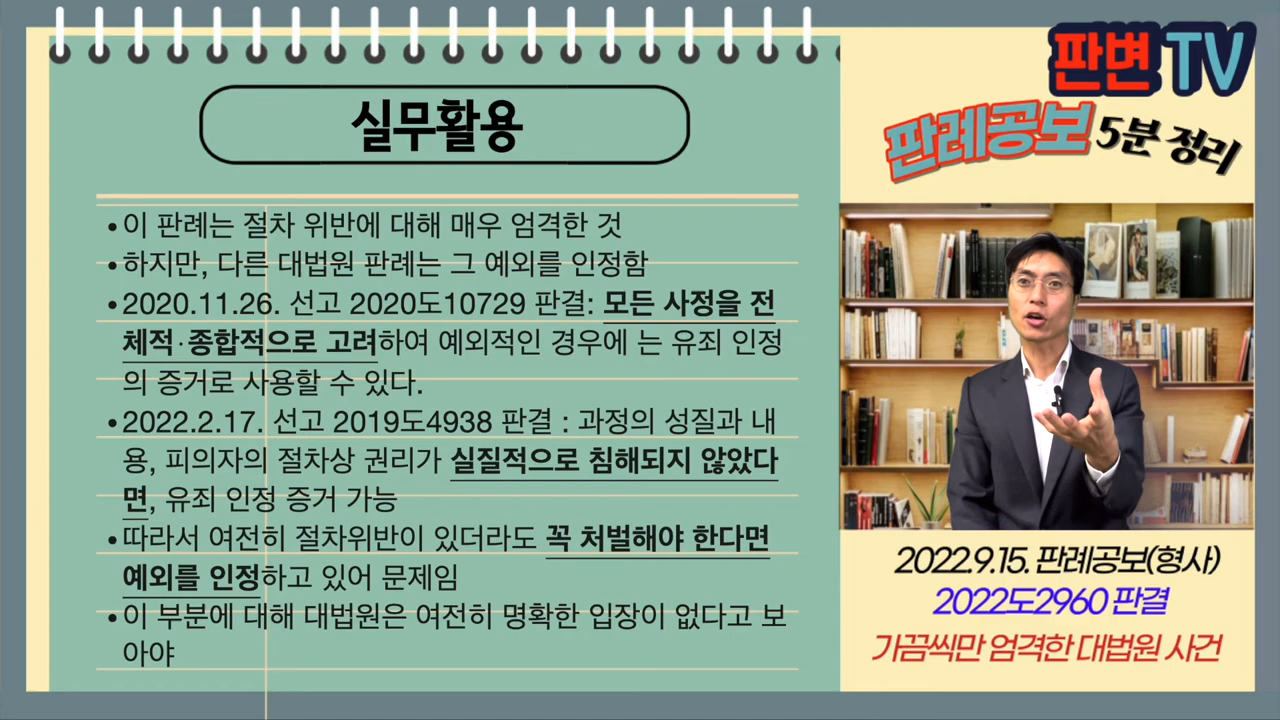 실무활용
•이 판례는 절차 위반에 대해 매우 엄격한 것
•하지만, 다른 대법원 판례는 그 예외를 인정함
•2020.11.26. 선고 2020도10729 판결: 모든 사정을 전
체적·종합적으로 고려하여 예외적인 경우에 는 유죄 인정
의 증거로 사용할 수 있다.
•2022.2.17. 선고 2019도4938 판결 : 과정의 성질과 내
용, 피의자의 절차상 권리가 실질적으로 침해되지 않았다
면, 유죄 인정 증거 가능
•따라서 여전히 절차위반이 있더라도 꼭 처벌해야 한다면
예외를 인정하고 있어 문제임
•이 부분에 대해 대법원은 여전히 명확한 입장이 없다고 보
아야
판변 TV
판례공보 5분 정리
2022.9.15. 판례공보(형사)
2022도2960 판결
가끔씩만 엄격한 대법원 사건